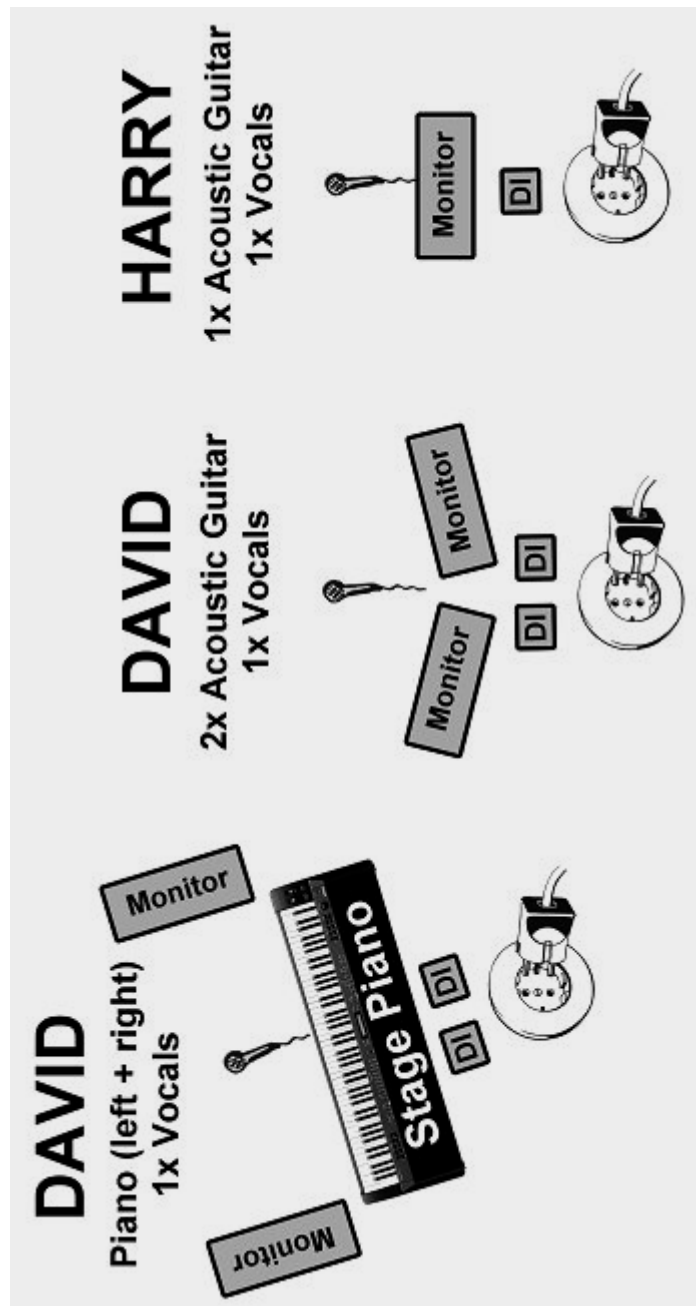 DAVID
Piano (left + right)
1x Vocals
Monitor
Monitor
Stage Piano
DI
DI
DAVID
2x Acoustic Guitar
1x Vocals
Monitor
Monitor
DI
DI
HARRY
1x Acoustic Guitar
1x Vocals
Monitor
DI